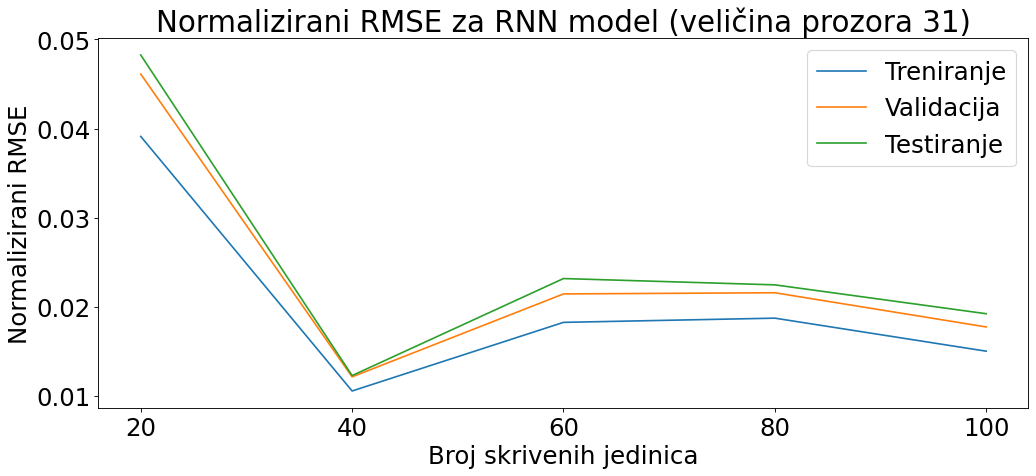 Normalizirani RMSE za RNN model (veličina prozora 31)
Treniranje
Validacija
Testiranje
Normalizirani RMSE
0.05
0.04
0.03
0.02
0.01
20 40 60 80 100
Broj skrivenih jedinica